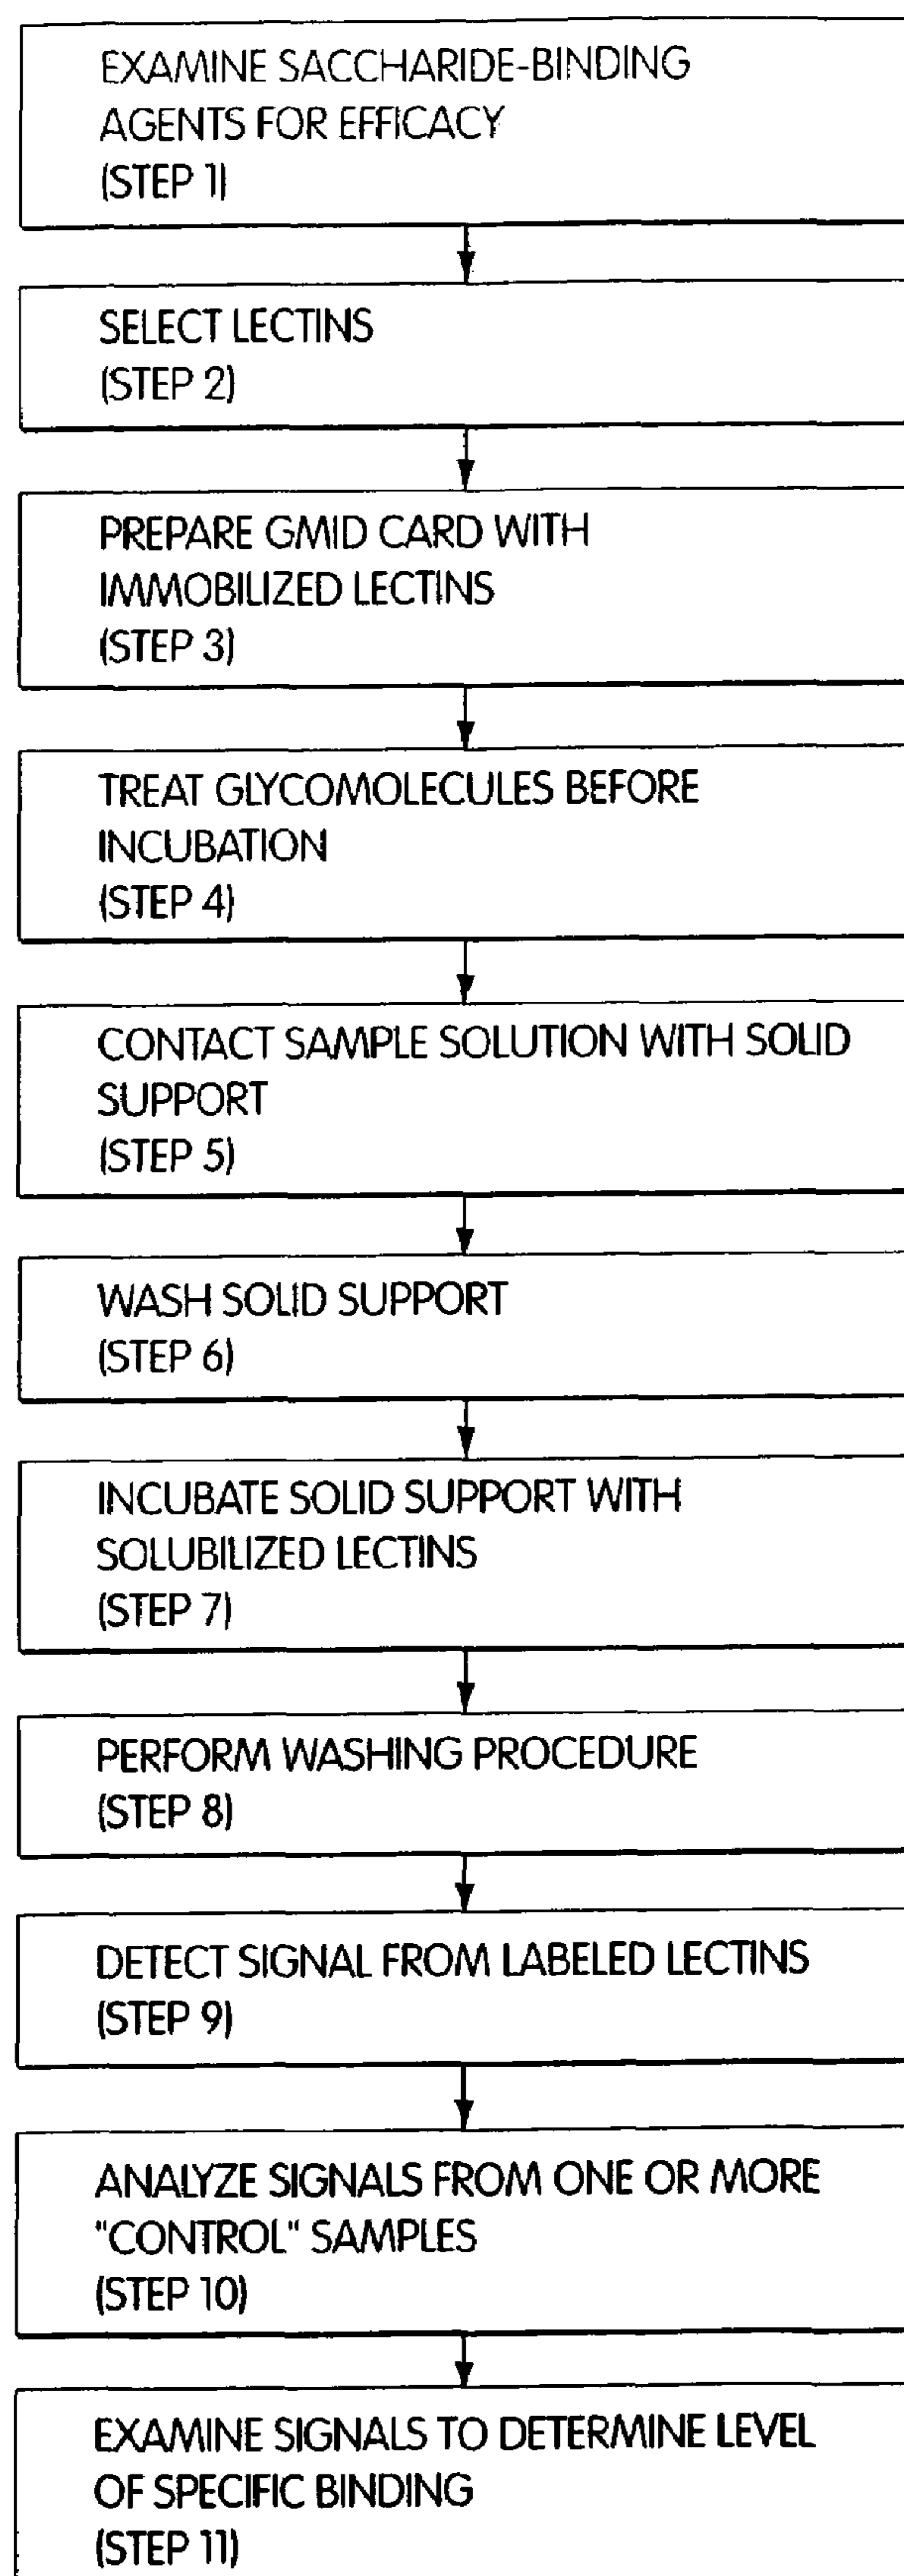 EXAMINE SACCHARIDE-BINDING
AGENTS FOR EFFICACY
(STEP 1)
SELECT LECTINS
(STEP 2)
PREPARE GMID CARD WITH
IMMOBILIZED LECTINS
(STEP 3)
TREAT GLYCOMOLECULES BEFORE
INCUBATION
(STEP 4)
CONTACT SAMPLE SOLUTION WITH SOLID
SUPPORT
(STEP 5)
WASH SOLID SUPPORT
(STEP 6)
INCUBATE SOLID SUPPORT WITH
SOLUBILIZED LECTINS
(STEP 7)
PERFORM WASHING PROCEDURE
(STEP 8)
DETECT SIGNAL FROM LABELED LECTINS
(STEP 9)
ANALYZE SIGNALS FROM ONE OR MORE
"CONTROL" SAMPLES
(STEP 10)
EXAMINE SIGNALS TO DETERMINE LEVEL
OF SPECIFIC BINDING
(STEP 11)